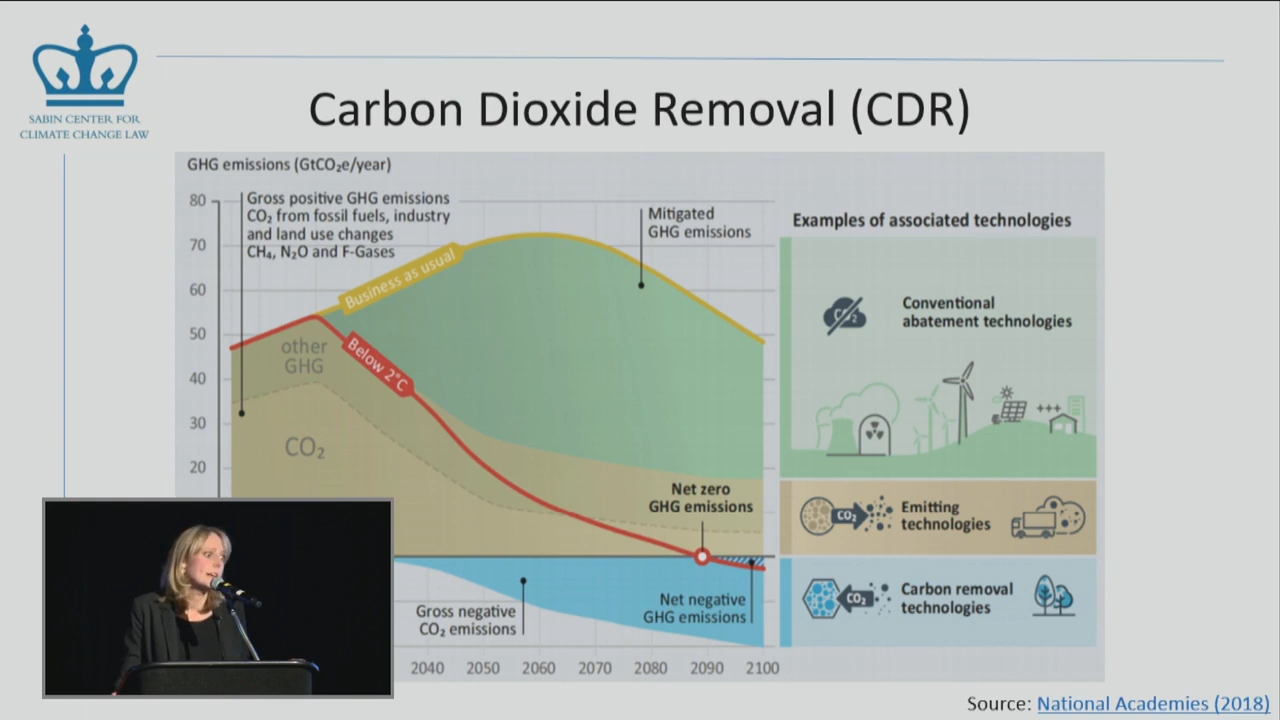 SABIN CENTER FOR
CLIMATE CHANGE LAW
Carbon Dioxide Removal (CDR)
GHG emissions (GtCO₂e/year)
80
70
60
50
40
30
20
Gross positive GHG emissions
CO₂ from fossil fuels, industry
and land use changes
CH₄, N₂O and F-Gases
Business as usual
Mitigated
GHG emissions
Below 2°C
other
GHG
CO₂
Net zero
GHG emissions
Gross negative
CO₂ emissions
Net negative
GHG emissions
2040 2050 2060 2070 2080 2090 2100
Examples of associated technologies
CO₂
Conventional
abatement technologies
+++
CO₂
Emitting
technologies
CO₂
Carbon removal
technologies
Source: National Academies (2018)